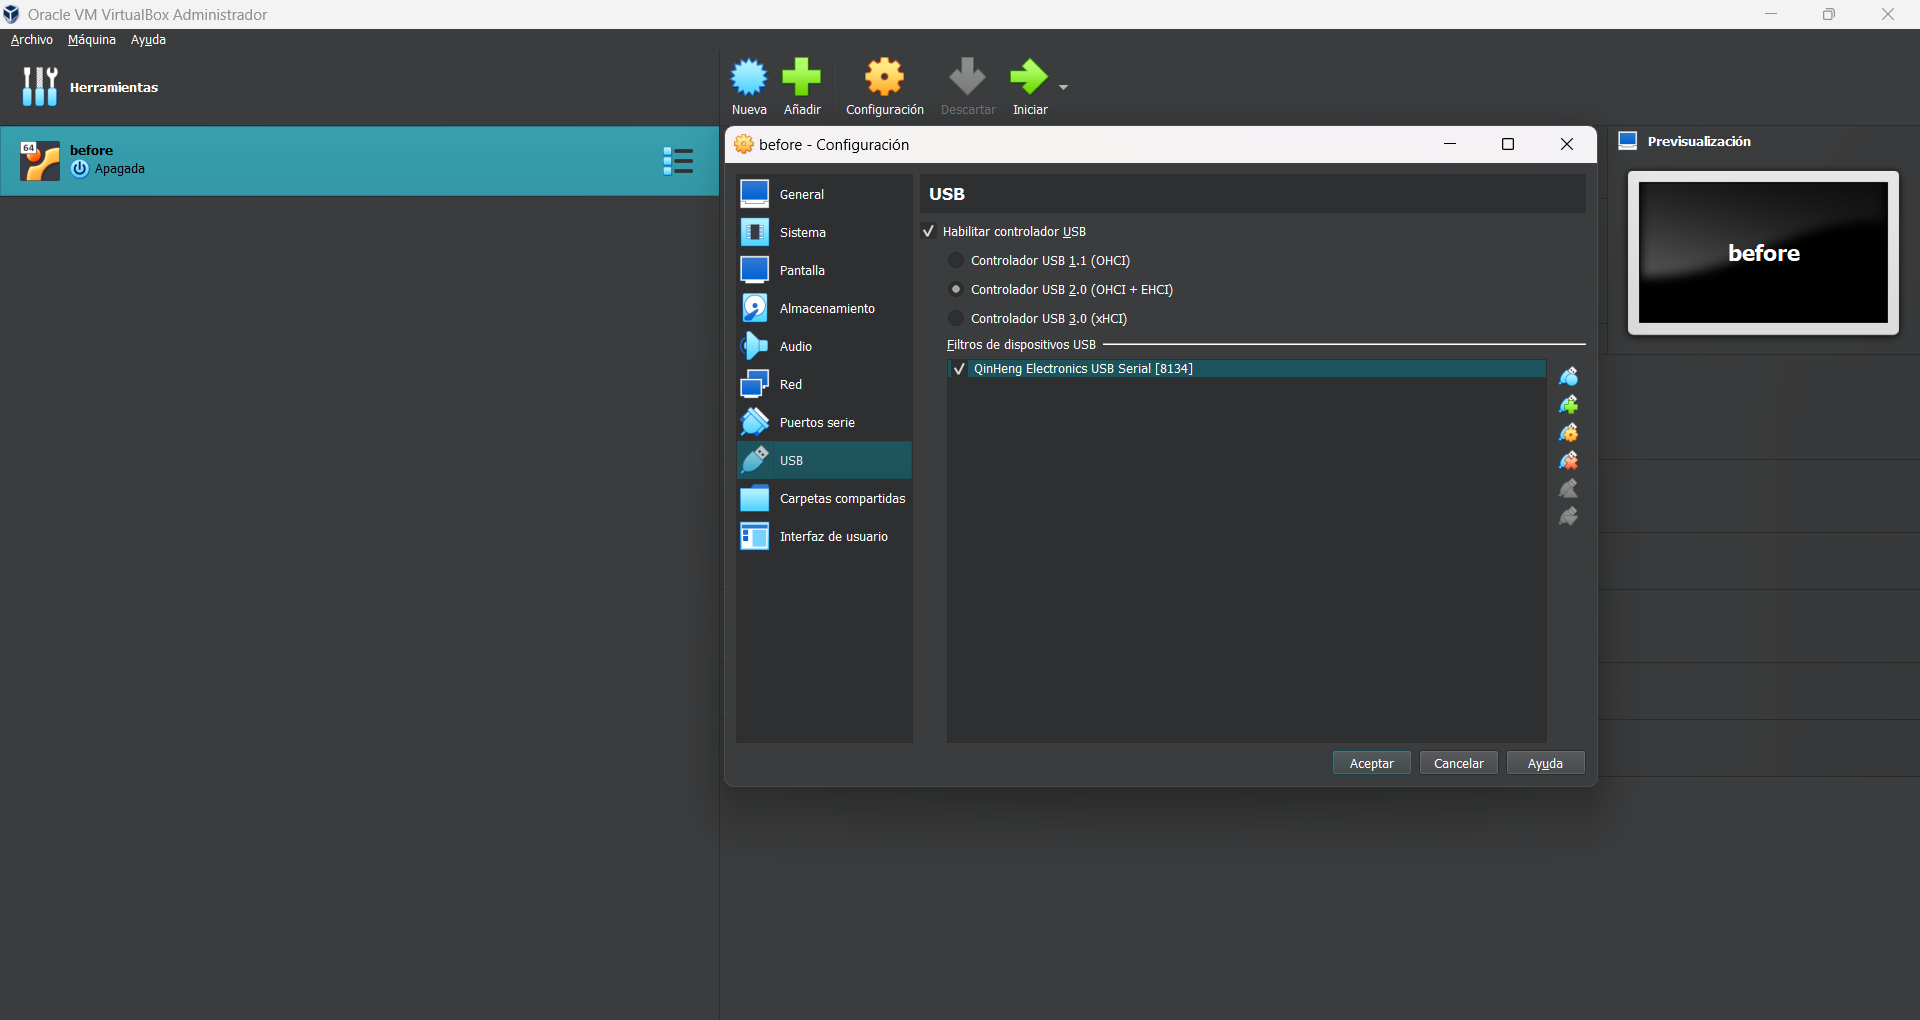 Oracle VM VirtualBox Administrador
Archivo Máquina Ayuda
Herramientas
Nueva Añadir Configuración Descartar Iniciar
64
before
Apagada
before - Configuración
General
Sistema
Pantalla
Almacenamiento
Audio
Red
Puertos serie
USB
Carpetas compartidas
Interfaz de usuario
USB
Habilitar controlador USB
Controlador USB 1.1 (OHCI)
Controlador USB 2.0 (OHCI + EHCI)
Controlador USB 3.0 (xHCI)
Filtros de dispositivos USB
QinHeng Electronics USB Serial [8134]
Aceptar Cancelar Ayuda
Previsualización
before